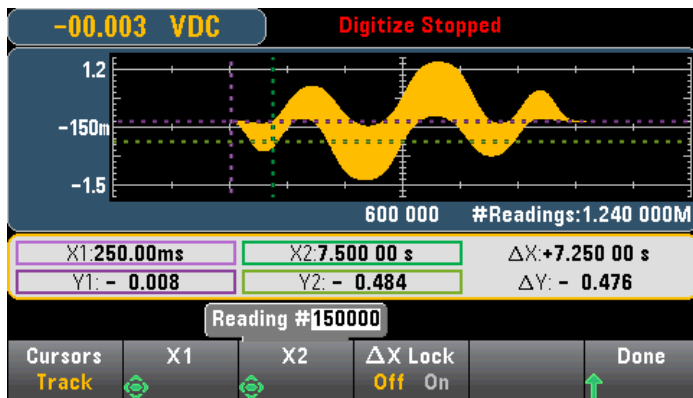 -00.003 VDC Digitize Stopped
1.2
-150m
-1.5
600 000 #Readings:1.240 000M
X1:250.00ms X2:7.500 00 s ΔX:+7.250 00 s
Y1: - 0.008 Y2: - 0.484 ΔY: - 0.476
Reading #150000
Cursors X1 X2 ΔX Lock Done
Track Off On